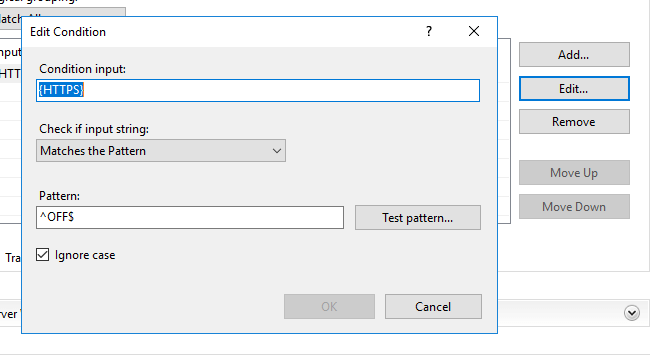 gical grouping:
atch All
Edit Condition
?
Input
Condition input:
Add...
{HTTPS}
{HTT
Edit...
Check if input string:
Remove
Matches the Pattern
Move Up
Pattern:
^OFF$
Test pattern...
Move Down
Ignore case
Tra
OK
Cancel
rver V